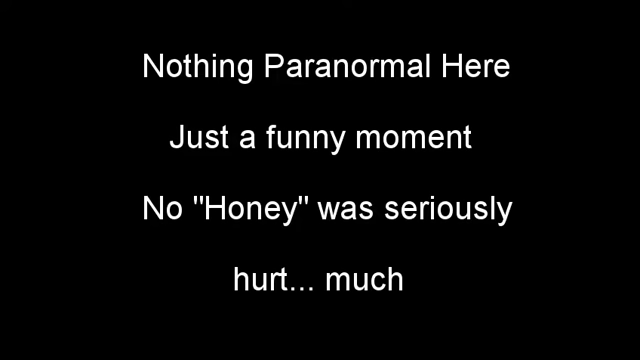 Nothing Paranormal Here
Just a funny moment
No "Honey" was seriously
hurt... much